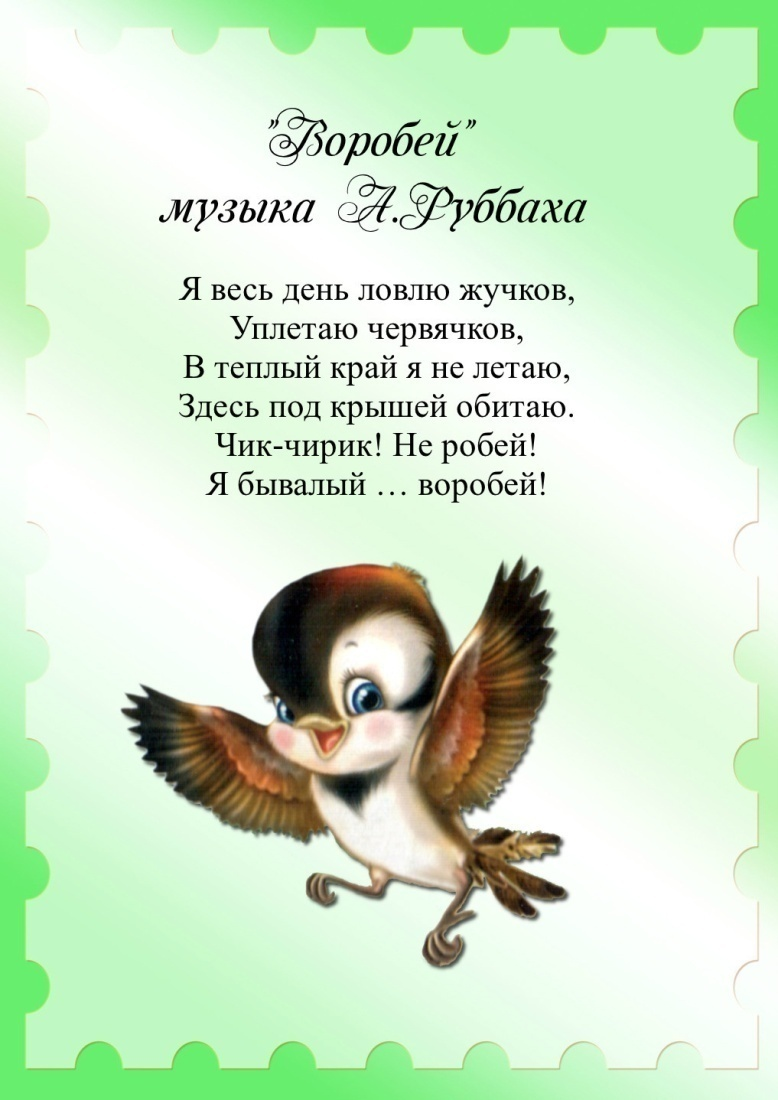 "Воробей"
музыка А.Руббаха
Я весь день ловлю жучков,
Уплетаю червячков,
В теплый край я не летаю,
Здесь под крышей обитаю.
Чик-чирик! Не робей!
Я бывалый … воробей!